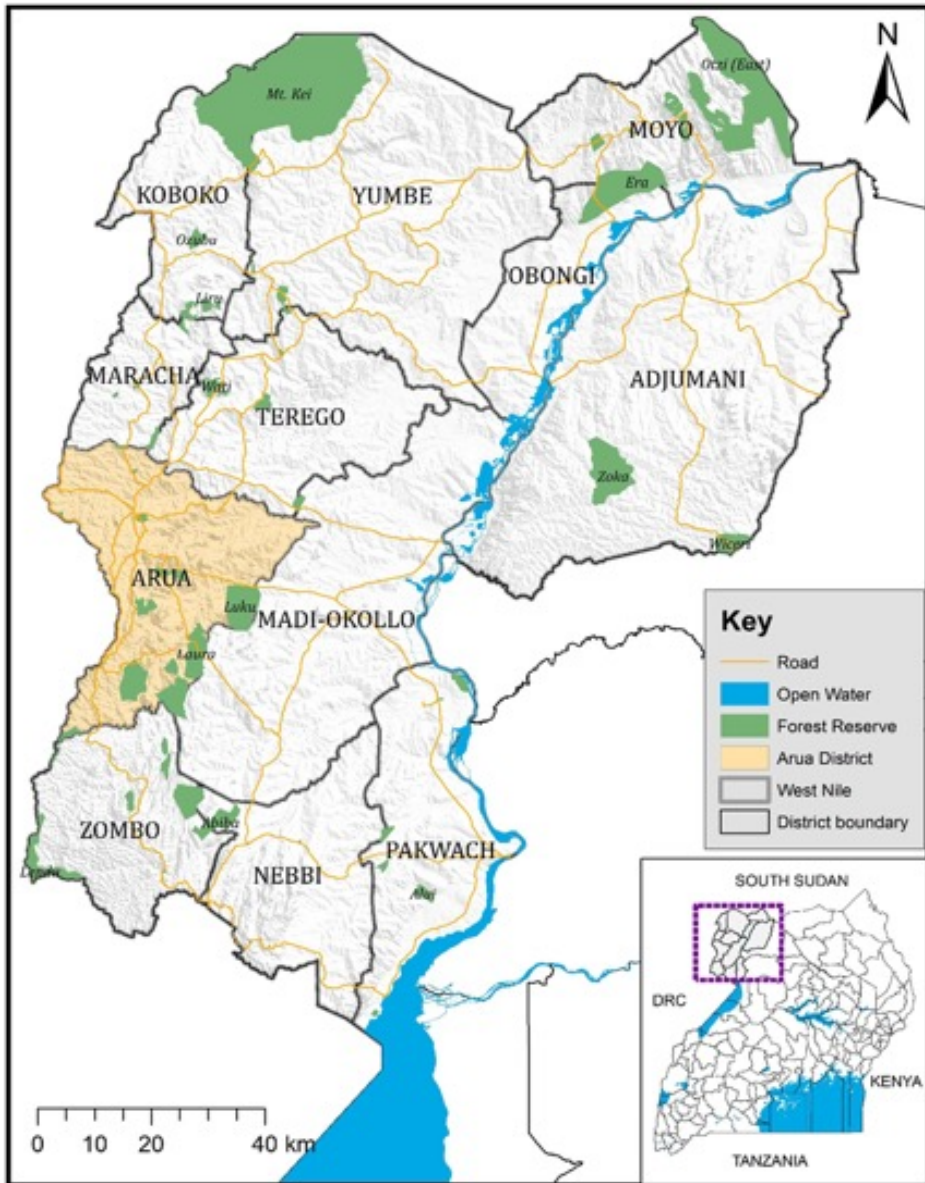 N
Otzi (East)
Mt. Kei
MOYO
KOBOKO
YUMBE
Era
Ozubu
OBONGI
Liru
MARACHA
Wati
TEREGO
ADJUMANI
Zoka
Wiceri
ARUA
Luku
MADI-OKOLLO
Laura
ZOMBO
Abiba
NEBBI
PAKWACH
Alui
Key
Road
Open Water
Forest Reserve
Arua District
West Nile
District boundary
SOUTH SUDAN
DRC
KENYA
TANZANIA
0 10 20 40 km